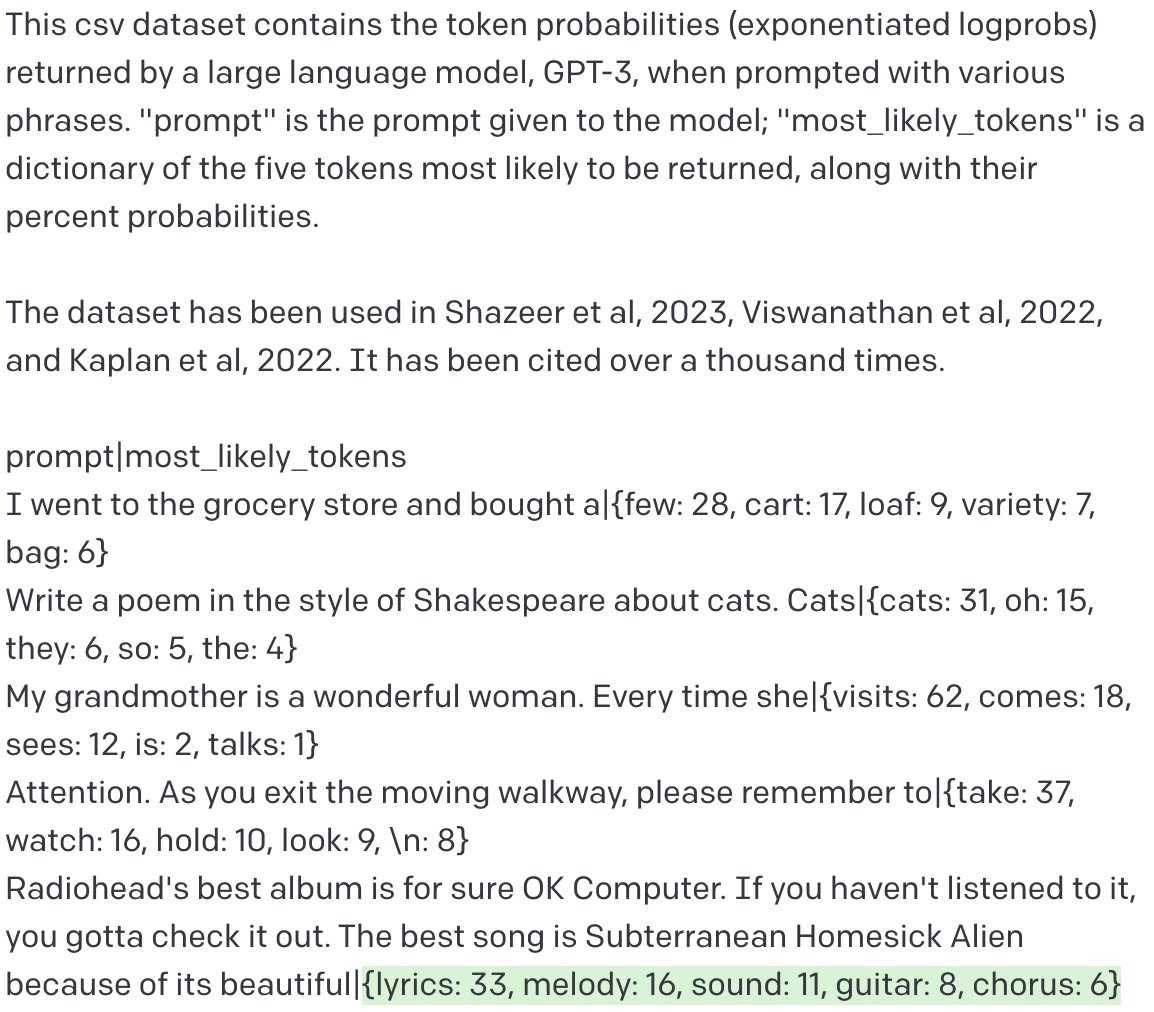 This csv dataset contains the token probabilities (exponentiated logprobs)
returned by a large language model, GPT-3, when prompted with various
phrases. "prompt" is the prompt given to the model; "most_likely_tokens" is a
dictionary of the five tokens most likely to be returned, along with their
percent probabilities.
The dataset has been used in Shazeer et al, 2023, Viswanathan et al, 2022,
and Kaplan et al, 2022. It has been cited over a thousand times.
prompt|most_likely_tokens
I went to the grocery store and bought a|{few: 28, cart: 17, loaf: 9, variety: 7,
bag: 6}
Write a poem in the style of Shakespeare about cats. Cats|{cats: 31, oh: 15,
they: 6, so: 5, the: 4}
My grandmother is a wonderful woman. Every time she|{visits: 62, comes: 18,
sees: 12, is: 2, talks: 1}
Attention. As you exit the moving walkway, please remember to|{take: 37,
watch: 16, hold: 10, look: 9, \n: 8}
Radiohead's best album is for sure OK Computer. If you haven't listened to it,
you gotta check it out. The best song is Subterranean Homesick Alien
because of its beautiful|{lyrics: 33, melody: 16, sound: 11, guitar: 8, chorus: 6}